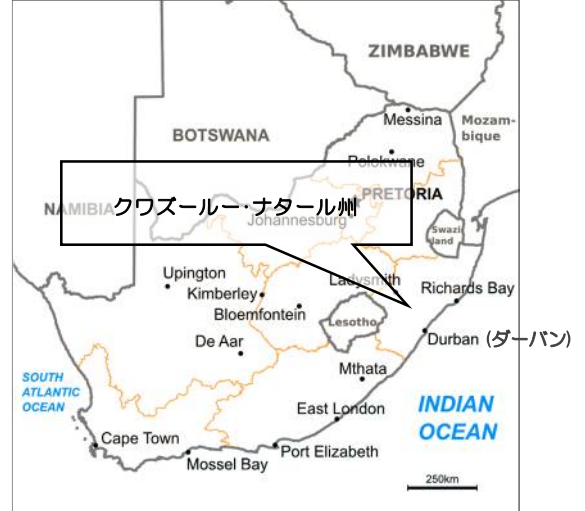 ZIMBABWE
Messina
Mozam-
bique
BOTSWANA
Polokwane
PRETORIA
NAMIBIA
クワズールー・ナタール州
Johannesburg
Swazi
land
Upington
Ladysmith
Richards Bay
Kimberley
Bloemfontein
Lesotho
Durban (ダーバン)
De Aar
Mthata
SOUTH
ATLANTIC
OCEAN
East London
INDIAN
OCEAN
Cape Town
Port Elizabeth
Mossel Bay
250km